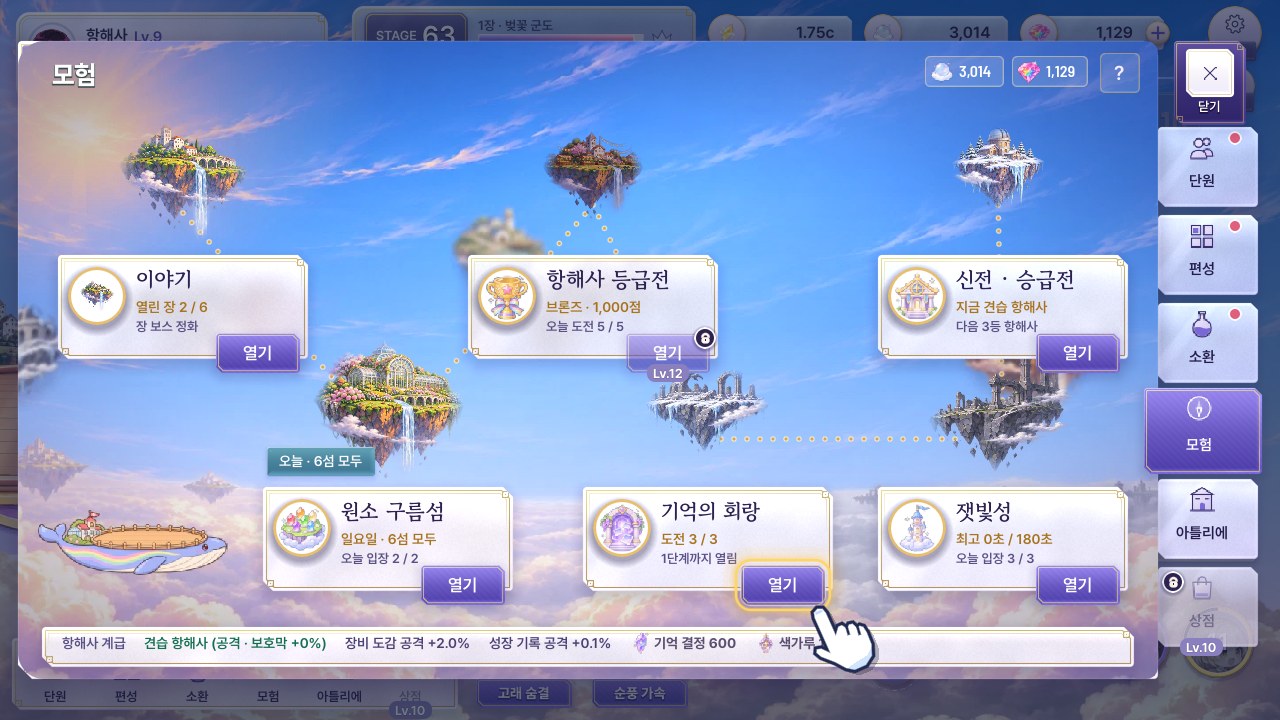 항해사 Lv.9
STAGE 63
1장 · 벚꽃 군도
1.75c
3,014
1,129
모험
3,014
1,129
?
닫기
단원
편성
소환
모험
아틀리에
상점
Lv.10
이야기
열린 장 2 / 6
장 보스 정화
열기
항해사 등급전
브론즈 · 1,000점
오늘 도전 5 / 5
열기
Lv.12
신전 · 승급전
지금 견습 항해사
다음 3등 항해사
열기
오늘 · 6섬 모두
원소 구름섬
일요일 · 6섬 모두
오늘 입장 2 / 2
열기
기억의 회랑
도전 3 / 3
1단계까지 열림
열기
잿빛성
최고 0초 / 180초
오늘 입장 3 / 3
열기
항해사 계급 견습 항해사 (공격 · 보호막 +0%) 장비 도감 공격 +2.0% 성장 기록 공격 +0.1% 기억 결정 600 색가루
단원 편성 소환 모험 아틀리에 상점
Lv.10
고래 숨결
순풍 가속